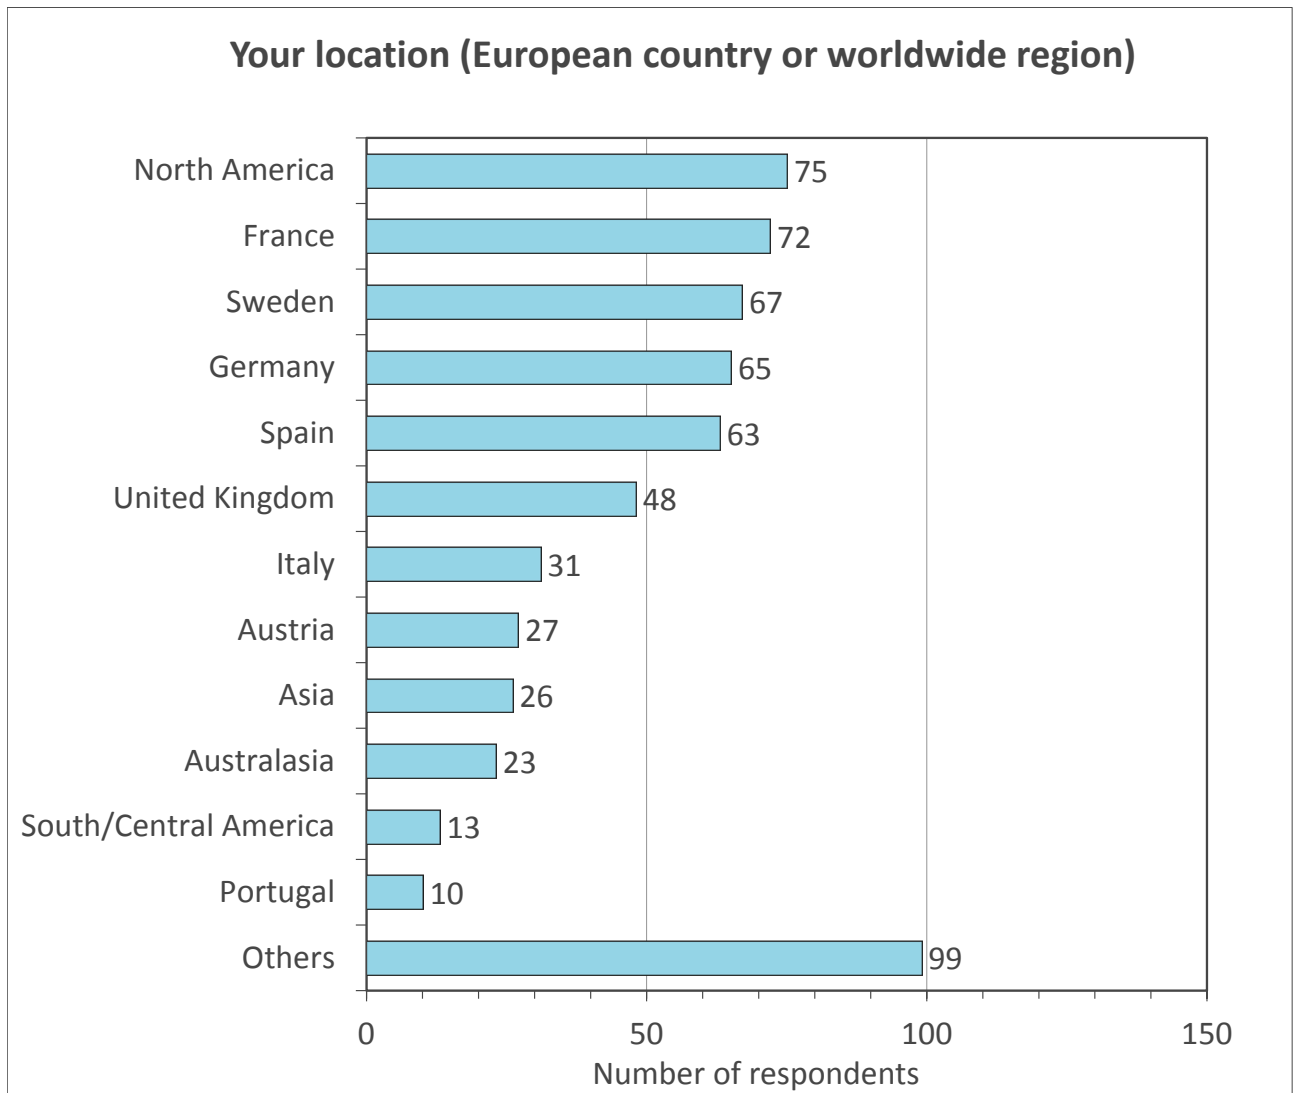 Your location (European country or worldwide region)
North America 75
France 72
Sweden 67
Germany 65
Spain 63
United Kingdom 48
Italy 31
Austria 27
Asia 26
Australasia 23
South/Central America 13
Portugal 10
Others 99
0 50 100 150
Number of respondents